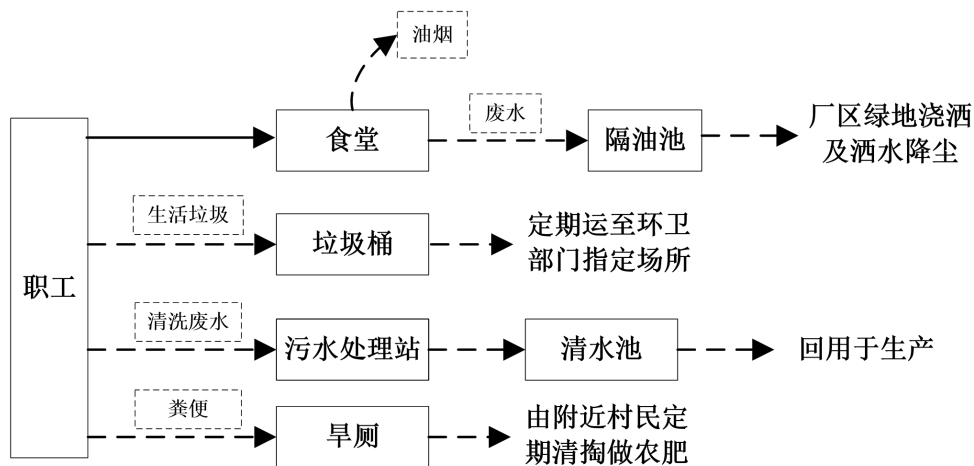 油烟
职工
食堂
废水
隔油池
厂区绿地浇洒
及洒水降尘
生活垃圾
垃圾桶
定期运至环卫
部门指定场所
清洗废水
污水处理站
清水池
回用于生产
粪便
旱厕
由附近村民定
期清掏做农肥